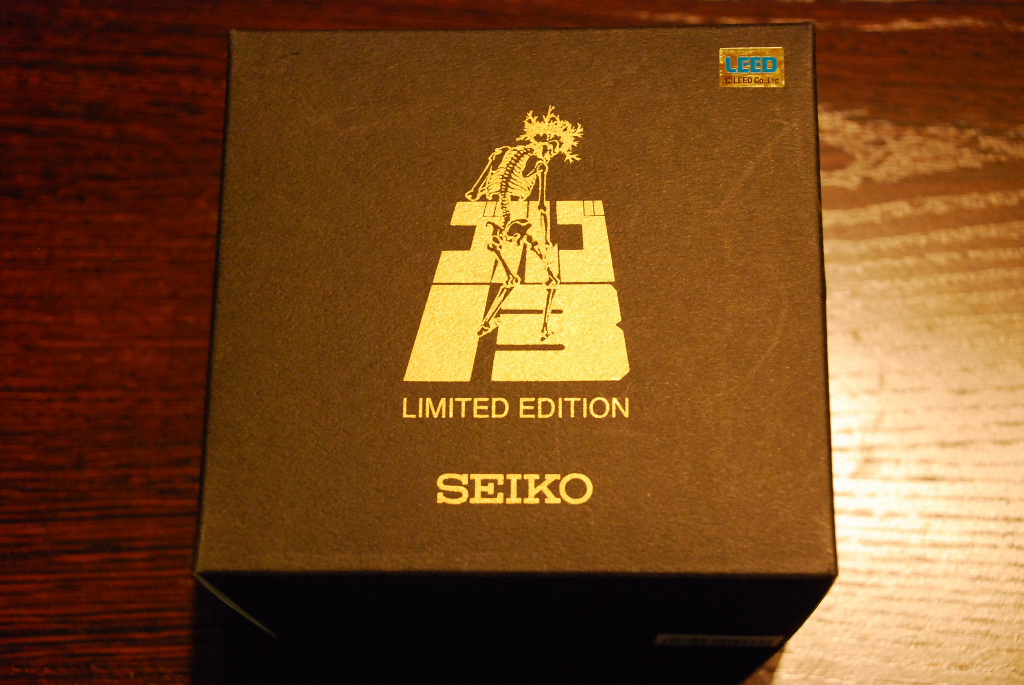 LEED
©LEED Co.,Ltd
ゴルゴ
13
LIMITED EDITION
SEIKO